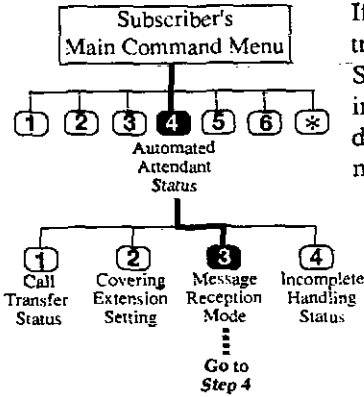 Subscriber's
Main Command Menu
1 2 3 4 5 6 *
Automated
Attendant
Status
1 2 3 4
Call Transfer Status
Covering Extension Setting
Message Reception Mode
Incomplete Handling Status
Go to
Step 4
If
S